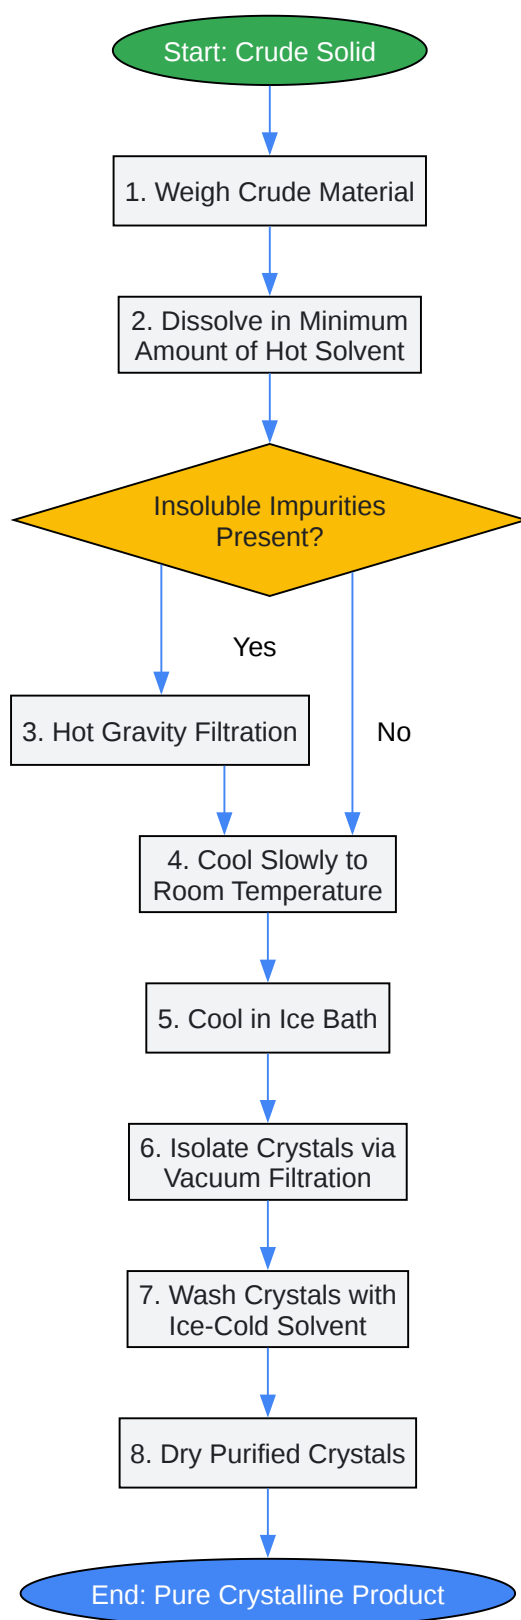 Start: Crude Solid
1. Weigh Crude Material
2. Dissolve in Minimum
Amount of Hot Solvent
Insoluble Impurities
Present?
Yes
3. Hot Gravity Filtration
No
4. Cool Slowly to
Room Temperature
5. Cool in Ice Bath
6. Isolate Crystals via
Vacuum Filtration
7. Wash Crystals with
Ice-Cold Solvent
8. Dry Purified Crystals
End: Pure Crystalline Product